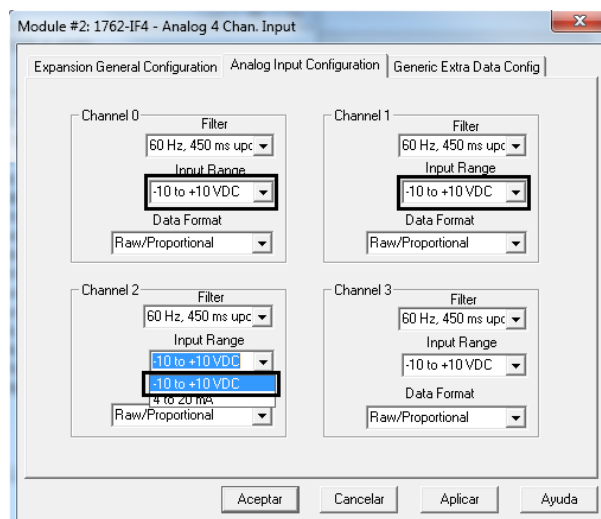 Module #2: 1762-IF4 - Analog 4 Chan. Input
Expansion General Configuration Analog Input Configuration Generic Extra Data Config
Channel 0
Filter
60 Hz, 450 ms upc
Input Range
-10 to +10 VDC
Data Format
Raw/Proportional
Channel 1
Filter
60 Hz, 450 ms upc
Input Range
-10 to +10 VDC
Data Format
Raw/Proportional
Channel 2
Filter
60 Hz, 450 ms upc
Input Range
-10 to +10 VDC
-10 to +10 VDC
4 to 20 mA
Raw/Proportional
Channel 3
Filter
60 Hz, 450 ms upc
Input Range
-10 to +10 VDC
Data Format
Raw/Proportional
Aceptar Cancelar Aplicar Ayuda